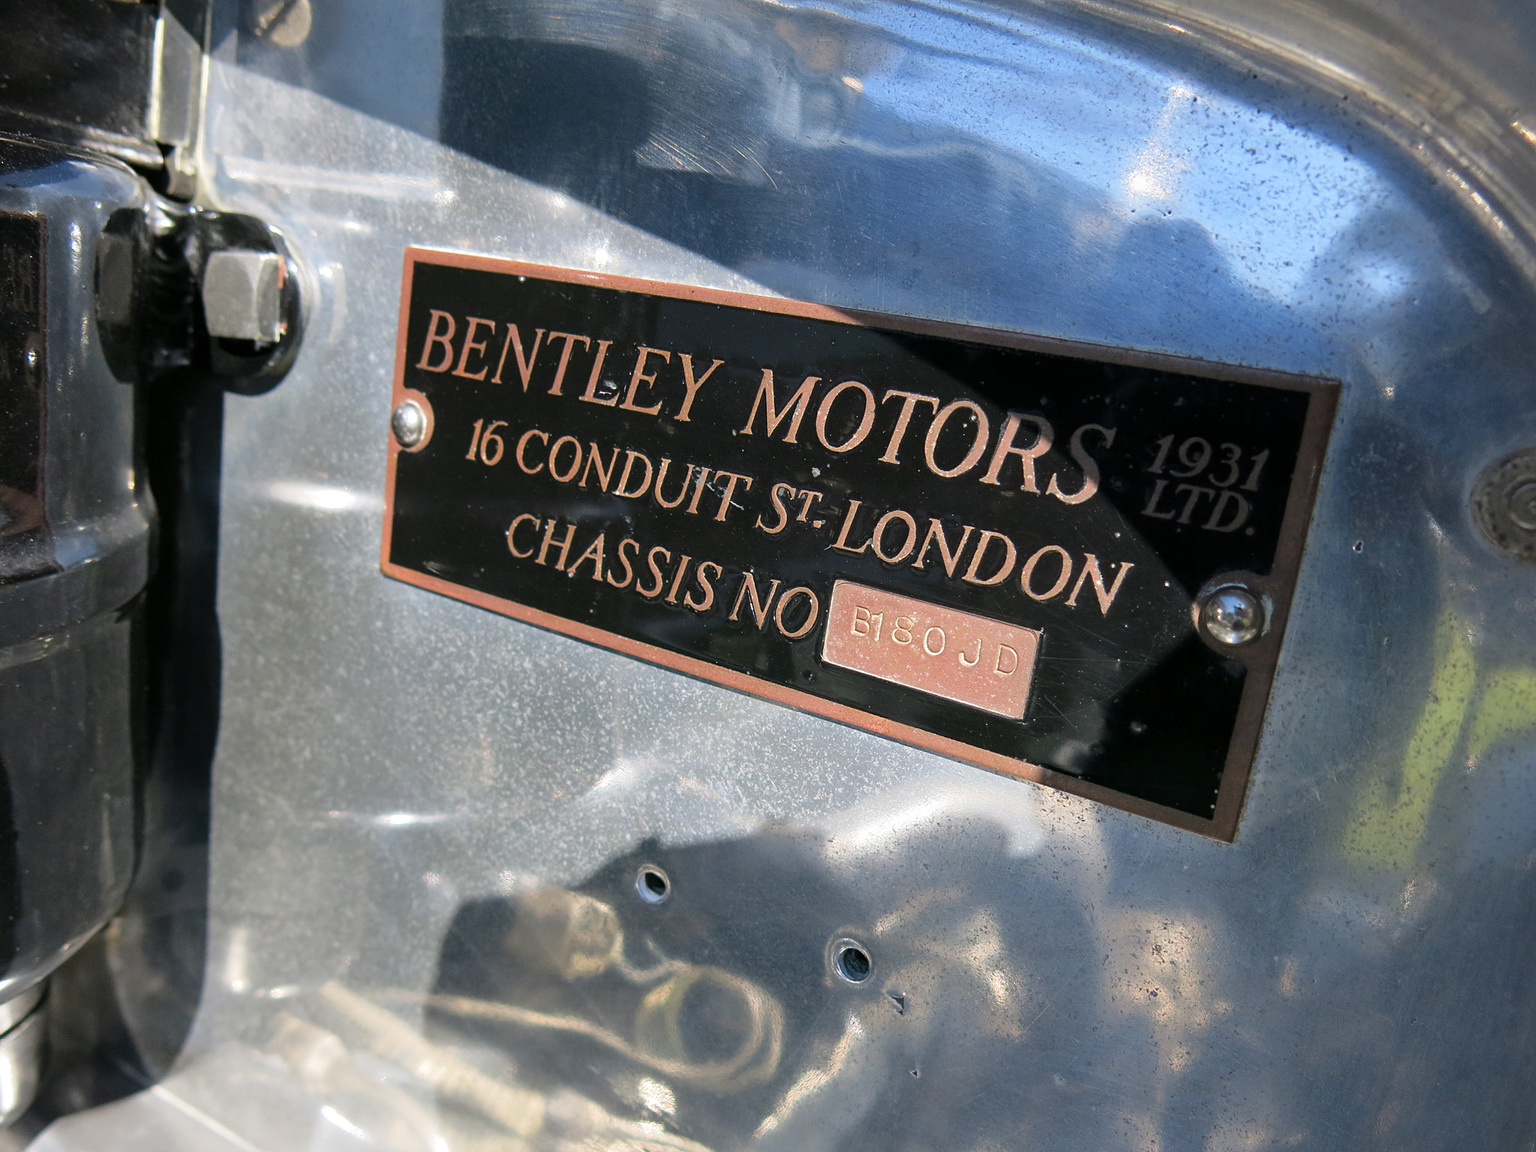 BENTLEY MOTORS 1931 LTD.
16 CONDUIT ST. LONDON
CHASSIS NO B180JD